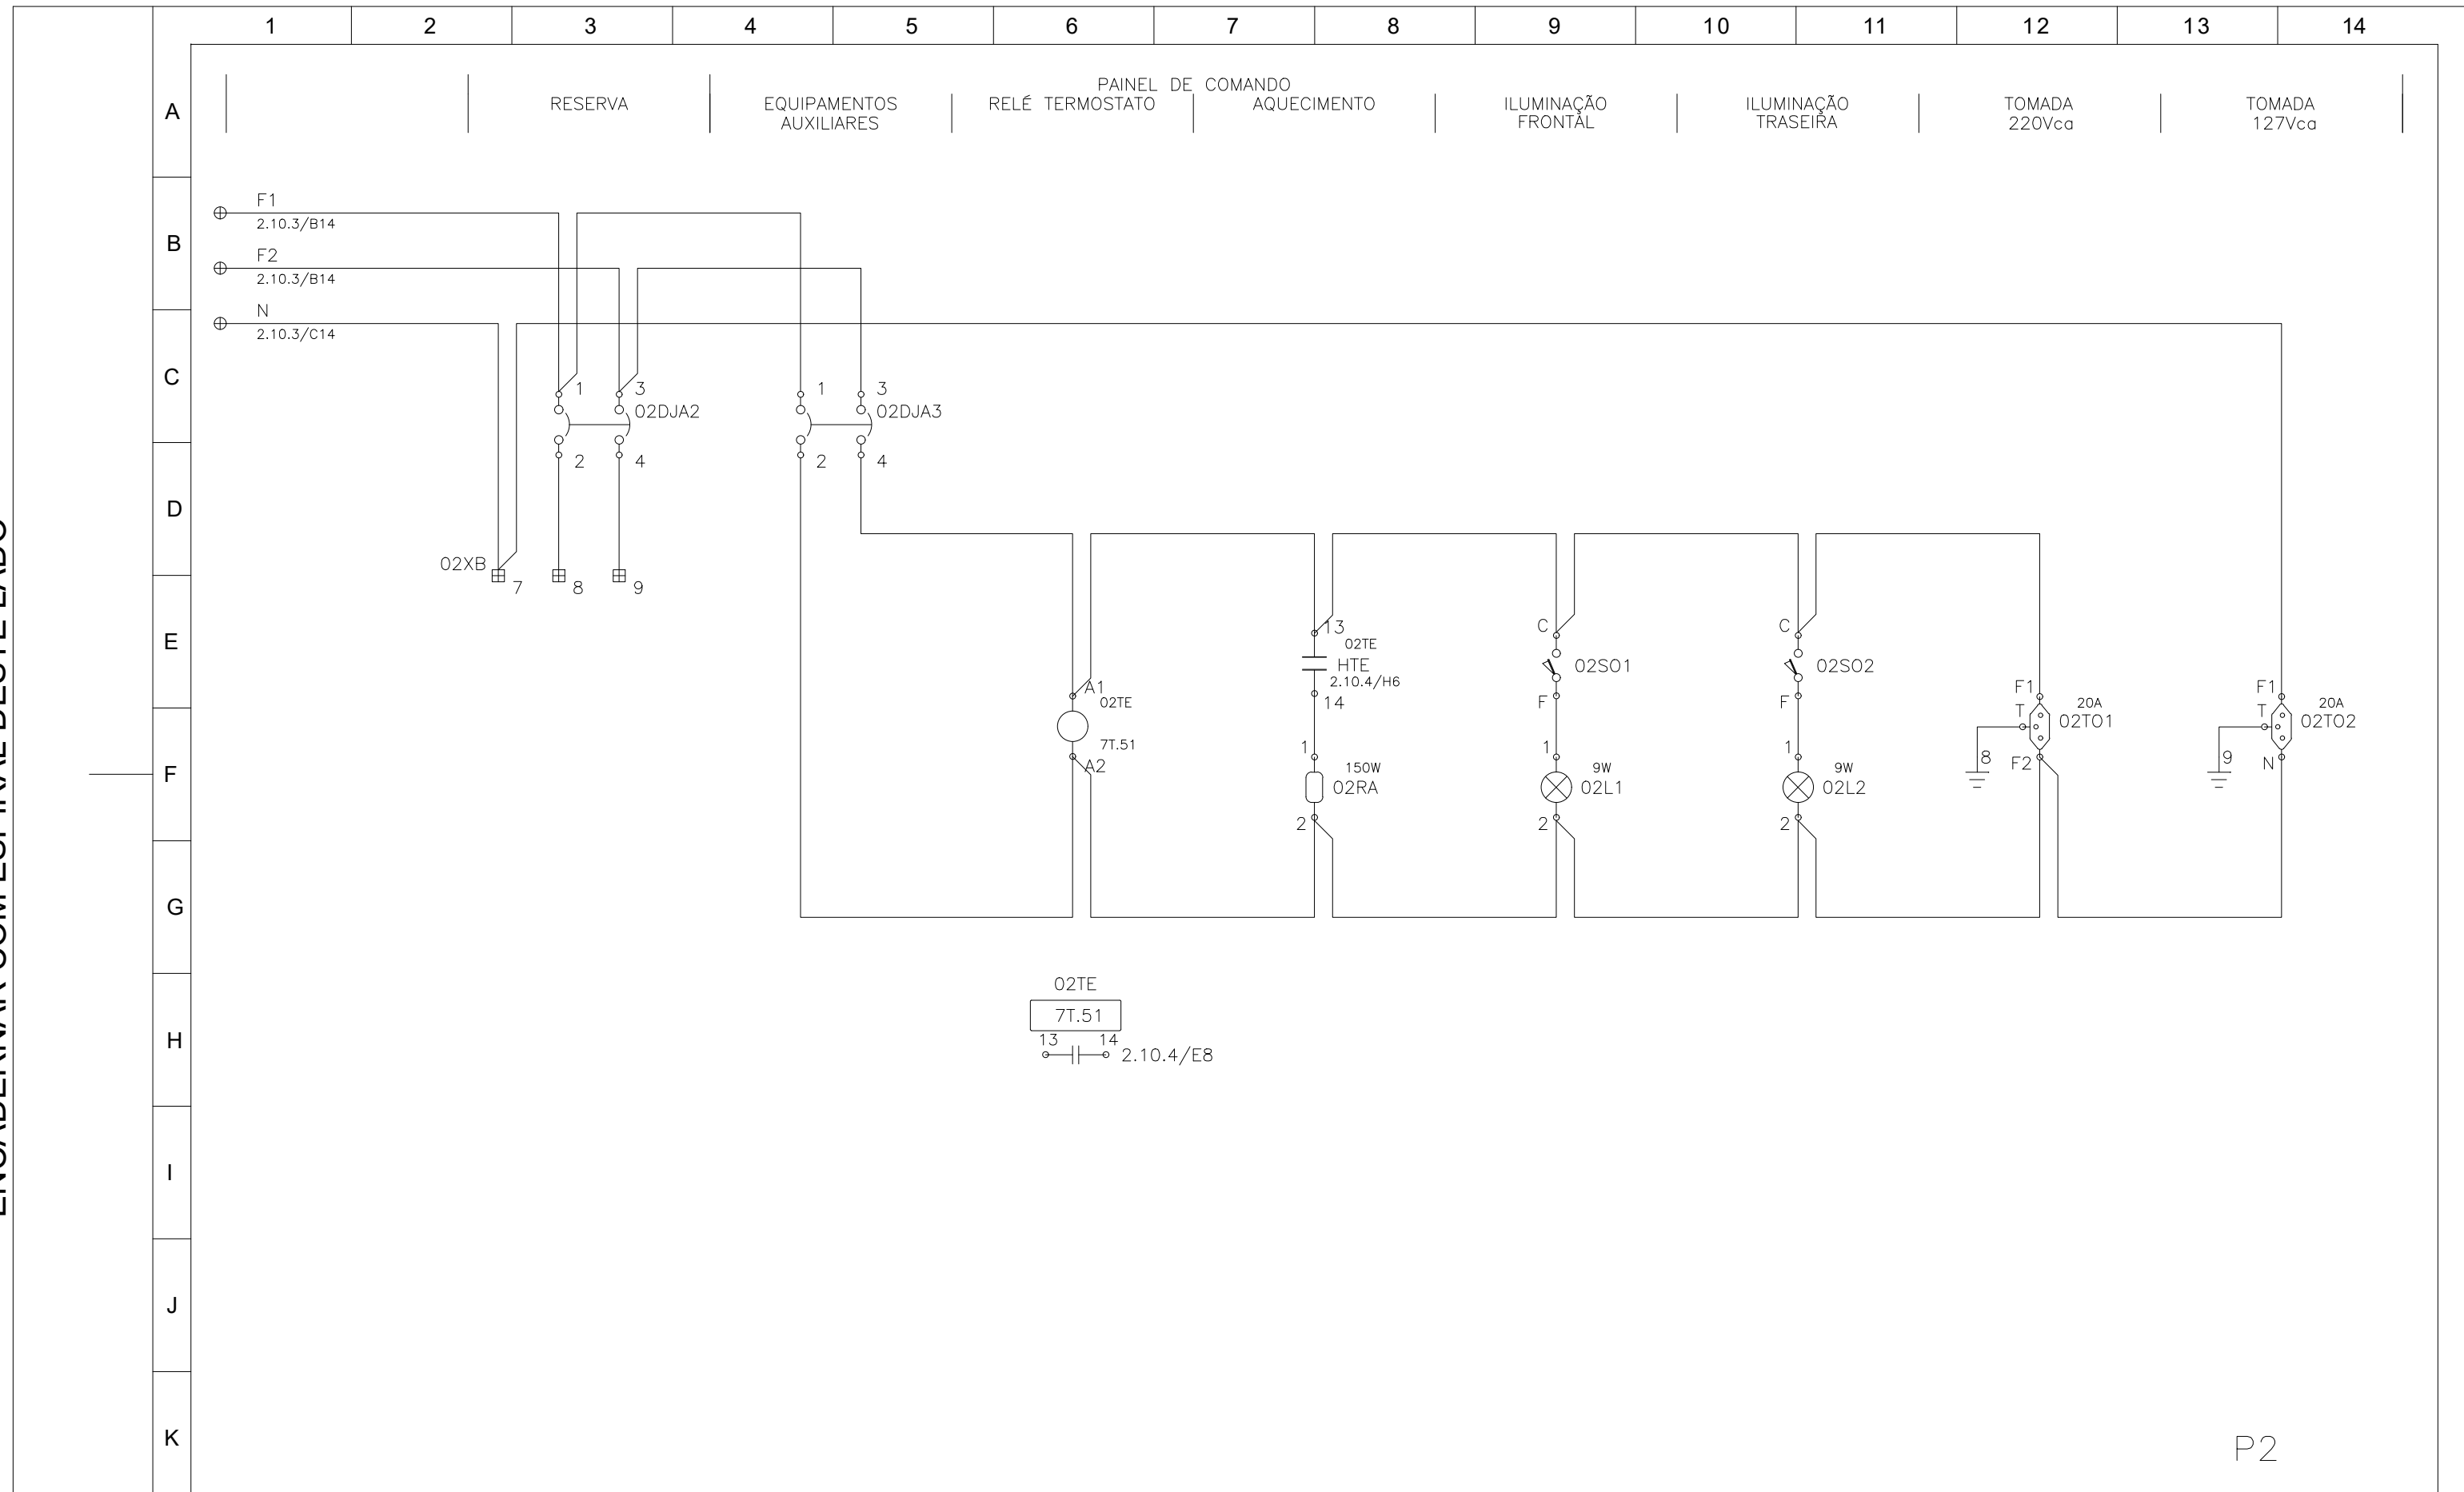 1 2 3 4 5 6 7 8 9 10 11 12 13 14
PAINEL DE COMANDO
RESERVA
EQUIPAMENTOS
AUXILIARES
RELÉ TERMOSTATO
AQUECIMENTO
ILUMINAÇÃO
FRONTAL
ILUMINAÇÃO
TRASEIRA
TOMADA
220Vca
TOMADA
127Vca
A
B
C
D
E
F
G
H
I
J
K
F1
2.10.3/B14
F2
2.10.3/B14
N
2.10.3/C14
1 3
02DJA2
2 4
1 3
02DJA3
2 4
02XB
7 8 9
A1
02TE
7T.51
A2
13
02TE
HTE
2.10.4/H6
14
1
150W
02RA
2
C
02SO1
F
1
9W
02L1
2
C
02SO2
F
1
9W
02L2
2
F1
20A
T
02TO1
8
F2
F1
20A
T
02TO2
9
N
02TE
7T.51
13 14
2.10.4/E8
P2